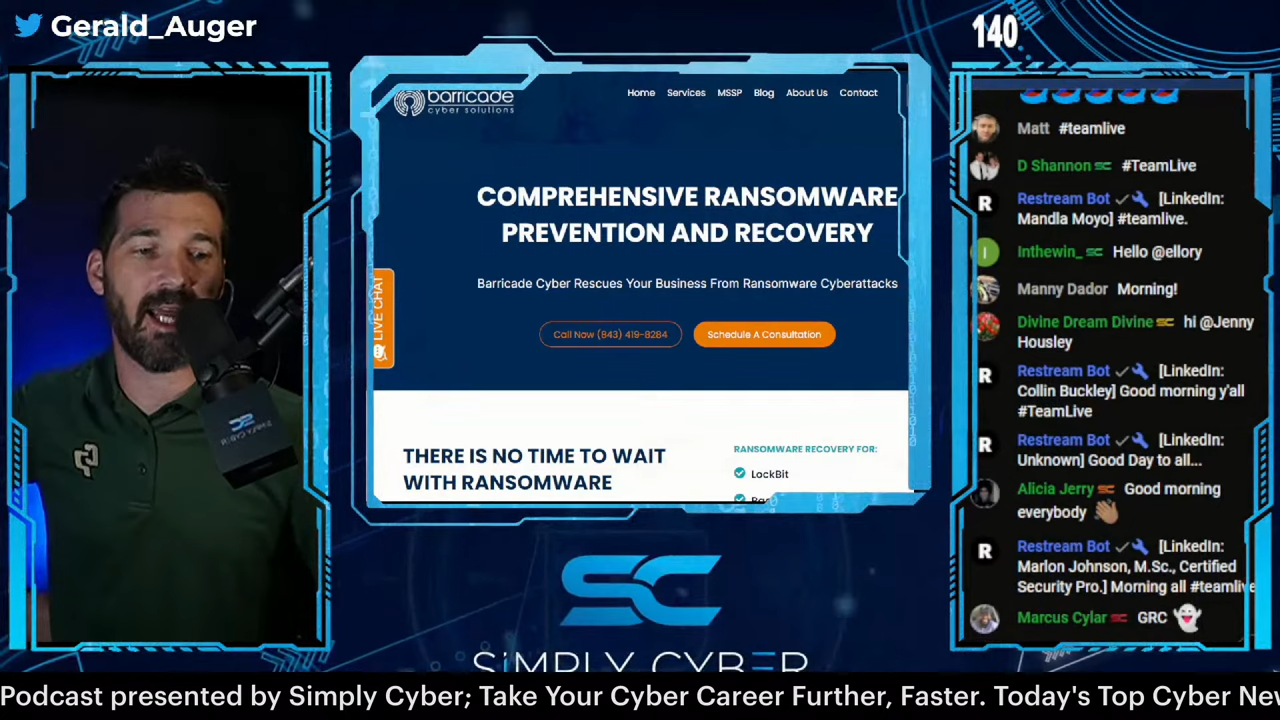 Gerald_Auger
140
barricade
cyber solutions
Home Services MSSP Blog About Us Contact
COMPREHENSIVE RANSOMWARE
PREVENTION AND RECOVERY
Barricade Cyber Rescues Your Business From Ransomware Cyberattacks
Call Now (843) 419-8284
Schedule A Consultation
LIVE CHAT
THERE IS NO TIME TO WAIT
WITH RANSOMWARE
RANSOMWARE RECOVERY FOR:
LockBit
Matt #teamlive
D Shannon #TeamLive
Restream Bot [LinkedIn:
Mandla Moyo] #teamlive.
Inthewin_ Hello @ellory
Manny Dador Morning!
Divine Dream Divine hi @Jenny
Housley
Restream Bot [LinkedIn:
Collin Buckley] Good morning y'all
#TeamLive
Restream Bot [LinkedIn:
Unknown] Good Day to all...
Alicia Jerry Good morning
everybody
Restream Bot [LinkedIn:
Marlon Johnson, M.Sc., Certified
Security Pro.] Morning all #teamlive
Marcus Cylar GRC
SC
SIMPLY CYBER
Podcast presented by Simply Cyber; Take Your Cyber Career Further, Faster. Today's Top Cyber Nev